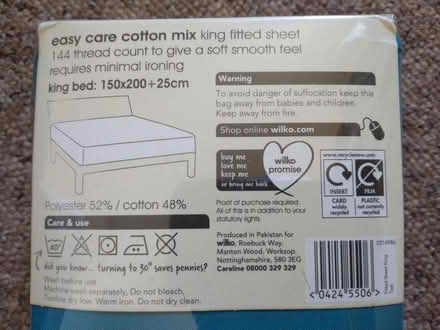 easy care cotton mix king fitted sheet
144 thread count to give a soft smooth feel
requires minimal ironing
king bed: 150x200+25cm
Warning
To avoid danger of suffocation keep this
bag away from babies and children.
Keep away from fire.
Shop online wilko.com
buy me
love me
keep me
or bring me back
wilko
promise
www.recyclenow.com
INSERT
FILM
CARD
widely
recycled
PLASTIC
not currently
recycled
Proof of purchase required.
All of this is in addition to your
statutory rights.
Polyester 52% / cotton 48%
Care & use
did you know... turning to 30° saves pennies?
Wash before use.
Machine wash separately. Do not bleach.
Tumble dry low. Warm iron. Do not dry clean.
Produced in Pakistan for
wilko, Roebuck Way,
Manton Wood, Worksop,
Nottinghamshire, S80 3EG
Careline 08000 329 329
<0424 5506>